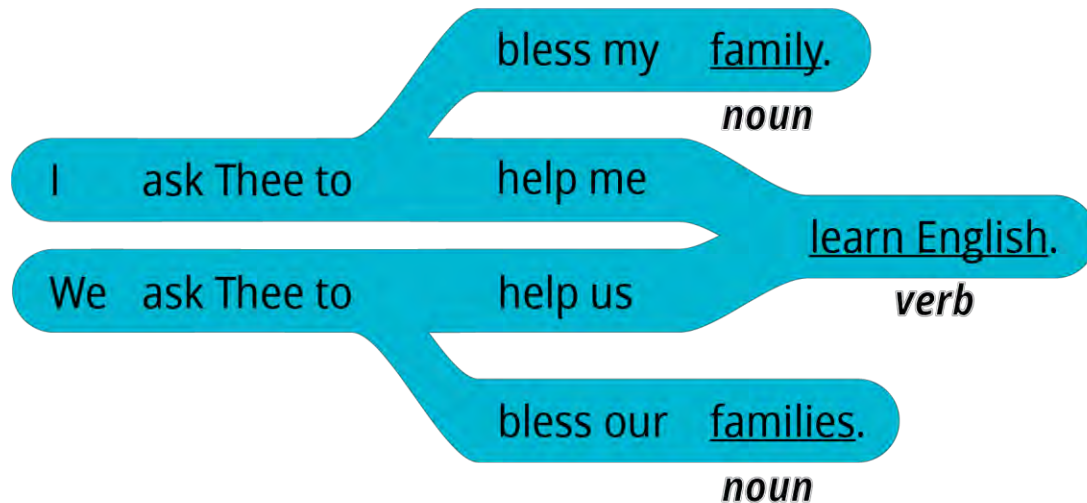 bless my family.
noun
I ask Thee to help me
learn English.
We ask Thee to help us
verb
bless our families.
noun